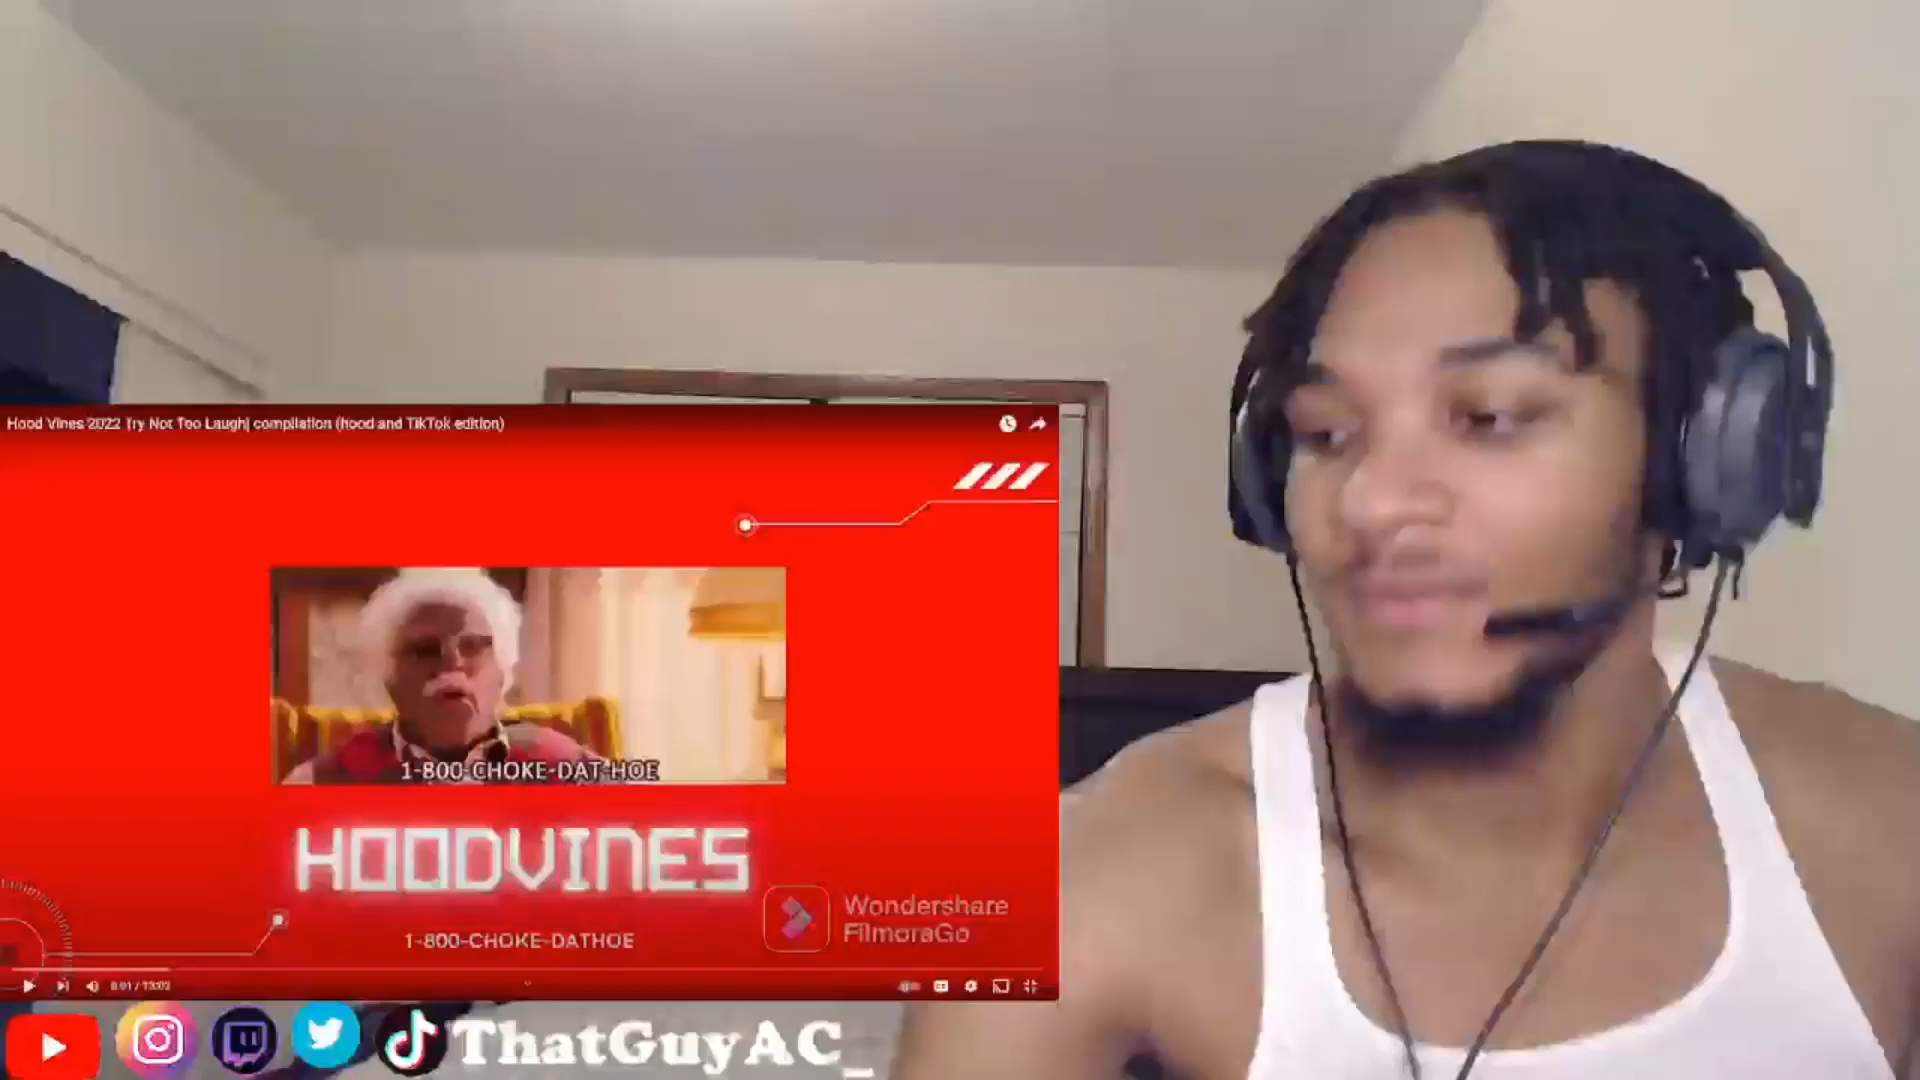 Hood Vines 2022 Try Not Too Laugh| compilation (hood and TikTok edition)
1-800-CHOKE-DAT-HOE
HOODVINES
Wondershare
FilmoraGo
1-800-CHOKE-DATHOE
ThatGuyAC_